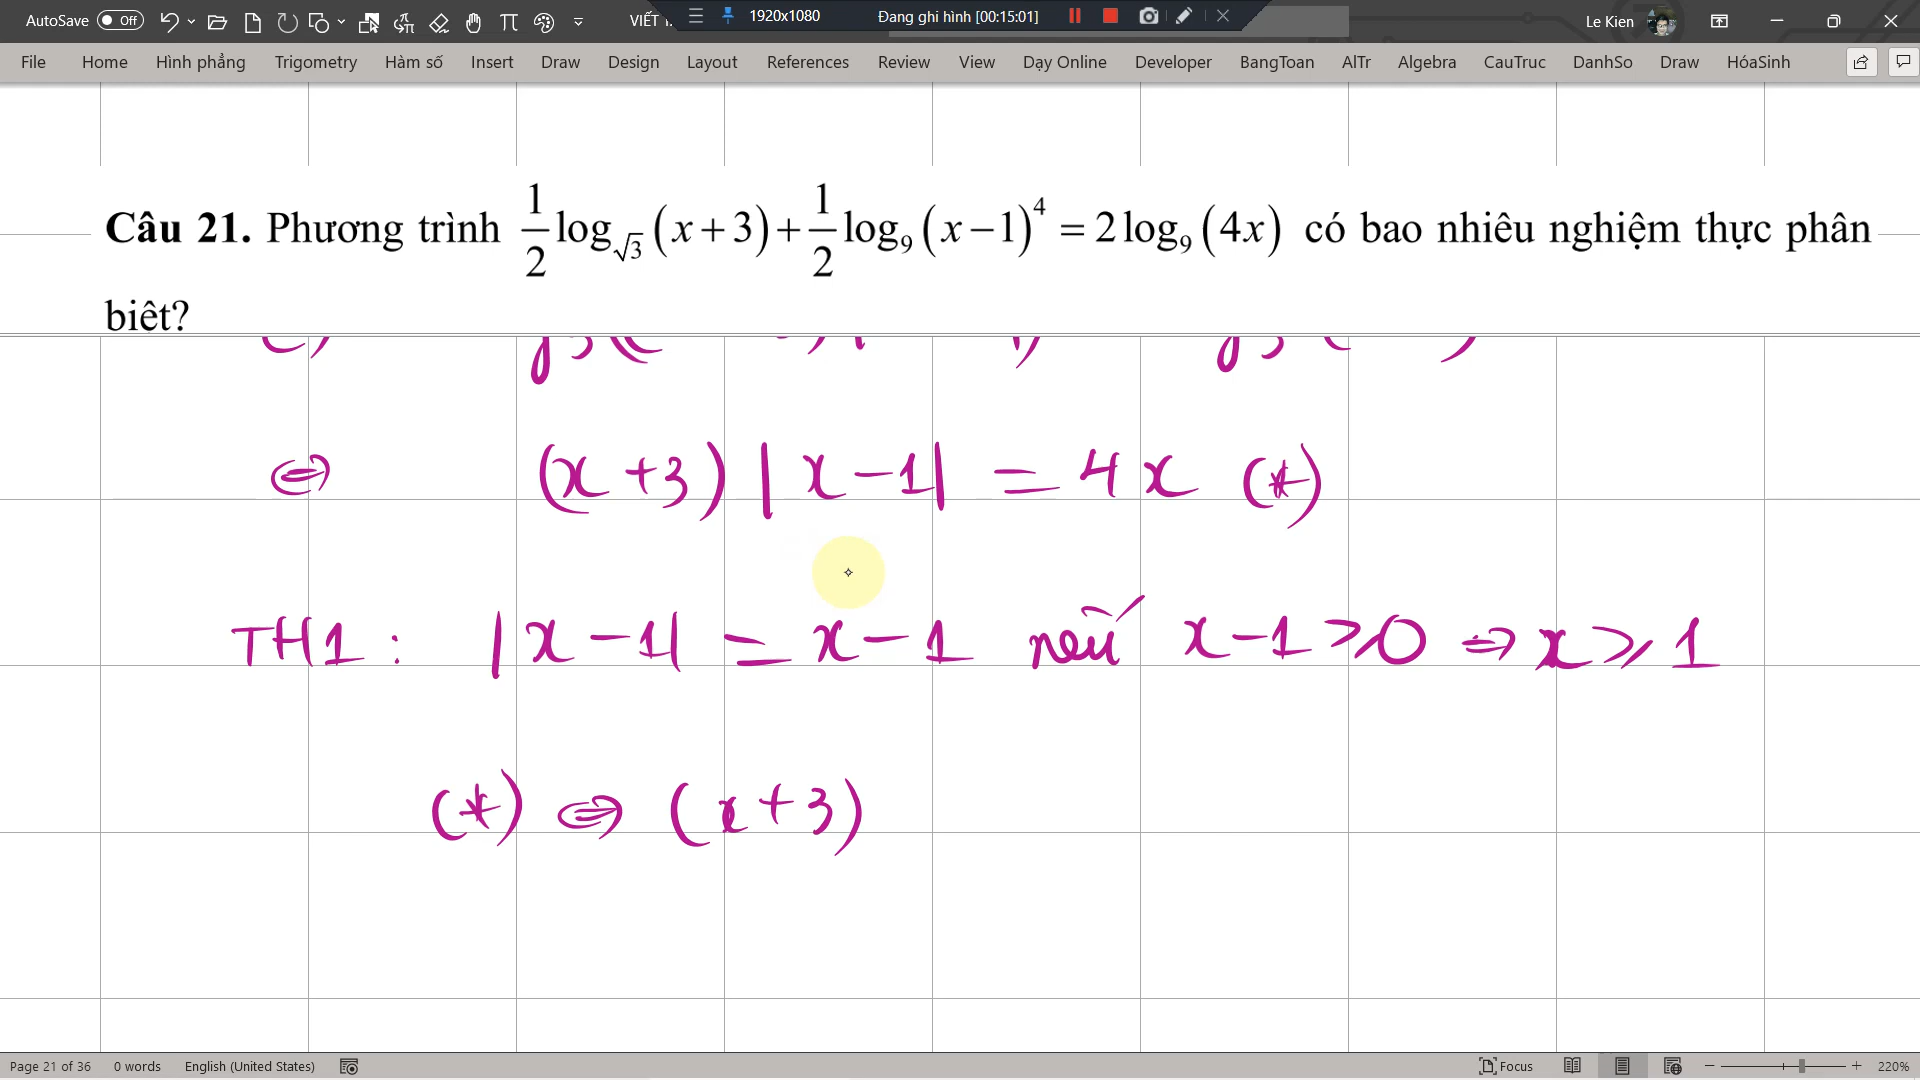 AutoSave Off VIẾT 1920x1080 Đang ghi hình [00:15:01] Le Kien
File Home Hình phẳng Trigometry Hàm số Insert Draw Design Layout References Review View Dạy Online Developer BangToan AlTr Algebra CauTruc DanhSo Draw HóaSinh
Câu 21. Phương trình 1/2 log_√3 (x+3) + 1/2 log_9 (x−1)^4 = 2 log_9 (4x) có bao nhiêu nghiệm thực phân
biêt?
⇔ (x+3) |x−1| = 4x (*)
TH1 : |x−1| = x−1 nếu x−1 ⩾ 0 ⇒ x ⩾ 1
(*) ⇔ (x+3)
Page 21 of 36 0 words English (United States) Focus 220%